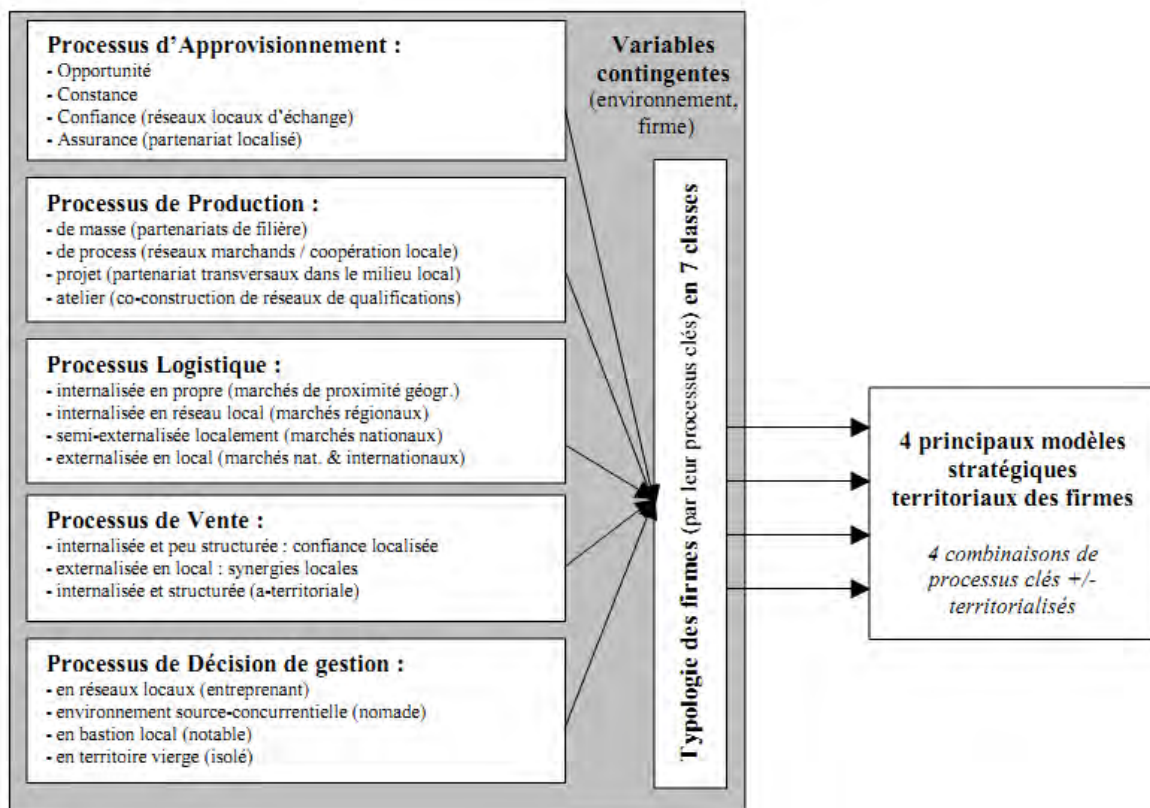 Processus d'Approvisionnement :
- Opportunité
- Constance
- Confiance (réseaux locaux d'échange)
- Assurance (partenariat localisé)
Processus de Production :
- de masse (partenariats de filière)
- de process (réseaux marchands / coopération locale)
- projet (partenariat transversaux dans le milieu local)
- atelier (co-construction de réseaux de qualifications)
Processus Logistique :
- internalisée en propre (marchés de proximité géogr.)
- internalisée en réseau local (marchés régionaux)
- semi-externalisée localement (marchés nationaux)
- externalisée en local (marchés nat. & internationaux)
Processus de Vente :
- internalisée et peu structurée : confiance localisée
- externalisée en local : synergies locales
- internalisée et structurée (a-territoriale)
Processus de Décision de gestion :
- en réseaux locaux (entreprenant)
- environnement source-concurrentielle (nomade)
- en bastion local (notable)
- en territoire vierge (isolé)
Variables
contingentes
(environnement,
firme)
Typologie des firmes (par leur processus clés) en 7 classes
4 principaux modèles
stratégiques
territoriaux des firmes
4 combinaisons de
processus clés +/-
territorialisés